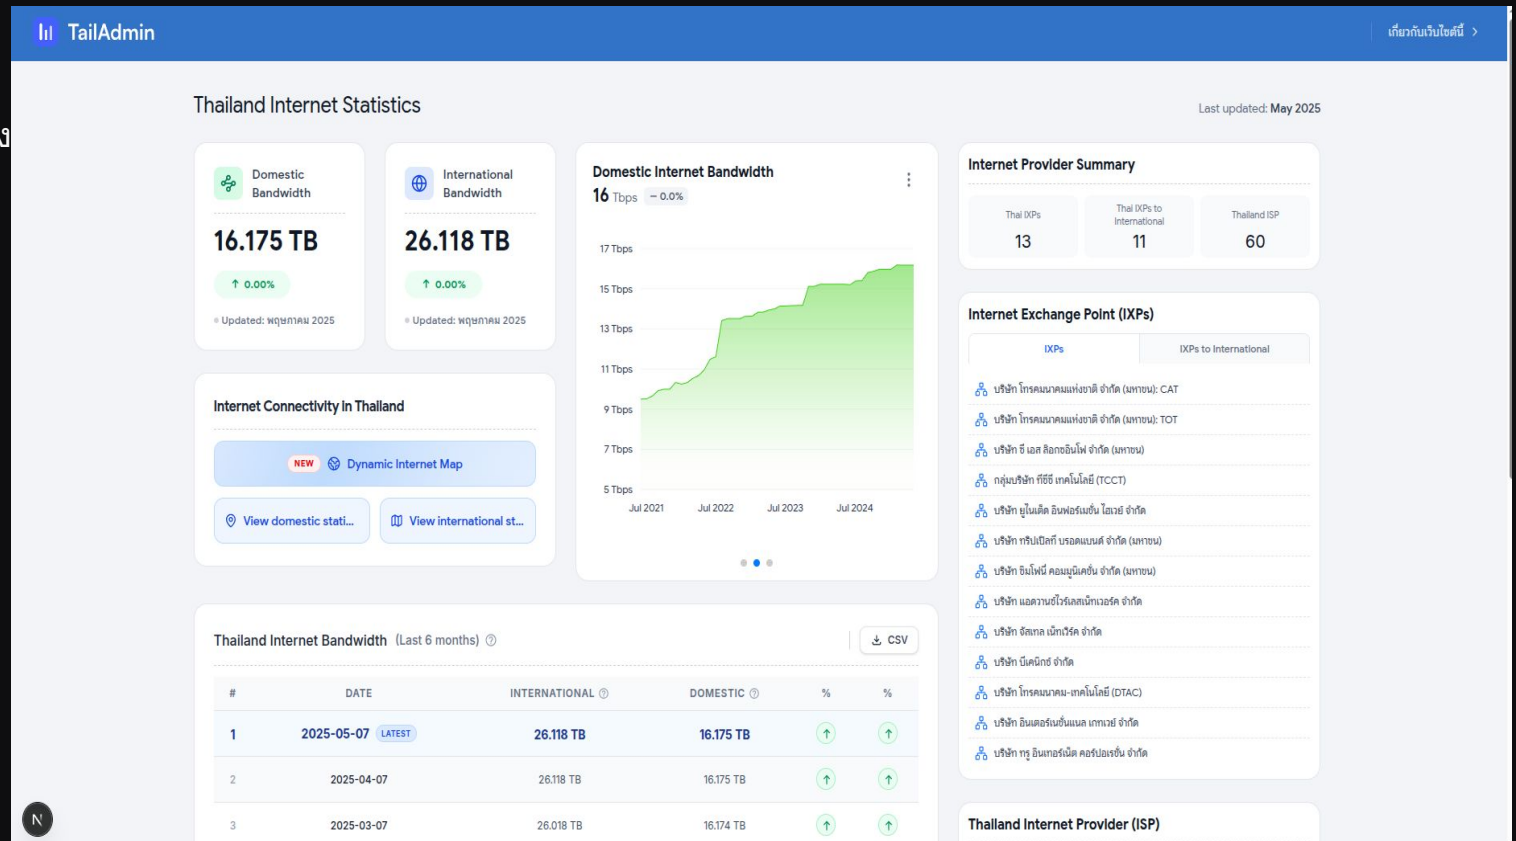 TailAdmin
เกี่ยวกับเว็บไซต์นี้
Thailand Internet Statistics
Last updated: May 2025
ง
Domestic
Bandwidth
16.175 TB
↑ 0.00%
Updated: พฤษภาคม 2025
International
Bandwidth
26.118 TB
↑ 0.00%
Updated: พฤษภาคม 2025
Internet Connectivity in Thailand
NEW Dynamic Internet Map
View domestic stati...
View international st...
Domestic Internet Bandwidth
16 Tbps − 0.0%
17 Tbps
15 Tbps
13 Tbps
11 Tbps
9 Tbps
7 Tbps
5 Tbps
Jul 2021 Jul 2022 Jul 2023 Jul 2024
Thailand Internet Bandwidth (Last 6 months)
CSV
# DATE INTERNATIONAL DOMESTIC % %
1 2025-05-07 LATEST 26.118 TB 16.175 TB ↑ ↑
2 2025-04-07 26.118 TB 16.175 TB ↑ ↑
3 2025-03-07 26.018 TB 16.174 TB ↑ ↑
N
Internet Provider Summary
Thai IXPs
13
Thai IXPs to
International
11
Thailand ISP
60
Internet Exchange Point (IXPs)
IXPs
IXPs to International
บริษัท โทรคมนาคมแห่งชาติ จำกัด (มหาชน): CAT
บริษัท โทรคมนาคมแห่งชาติ จำกัด (มหาชน): TOT
บริษัท ซี เอส ล็อกซอินโฟ จำกัด (มหาชน)
กลุ่มบริษัท ทีซีซี เทคโนโลยี (TCCT)
บริษัท ยูไนเต็ด อินฟอร์เมชั่น ไฮเวย์ จำกัด
บริษัท ทริปเปิลที บรอดแบนด์ จำกัด (มหาชน)
บริษัท ซิมโฟนี่ คอมมูนิเคชั่น จำกัด (มหาชน)
บริษัท แอดวานซ์ไวร์เลสเน็ทเวอร์ค จำกัด
บริษัท จัสเทล เน็ทเวิร์ค จำกัด
บริษัท บีเคนิกซ์ จำกัด
บริษัท โทรคมนาคม-เทคโนโลยี (DTAC)
บริษัท อินเตอร์เนชั่นแนล เกทเวย์ จำกัด
บริษัท ทรู อินเทอร์เน็ต คอร์ปอเรชั่น จำกัด
Thailand Internet Provider (ISP)